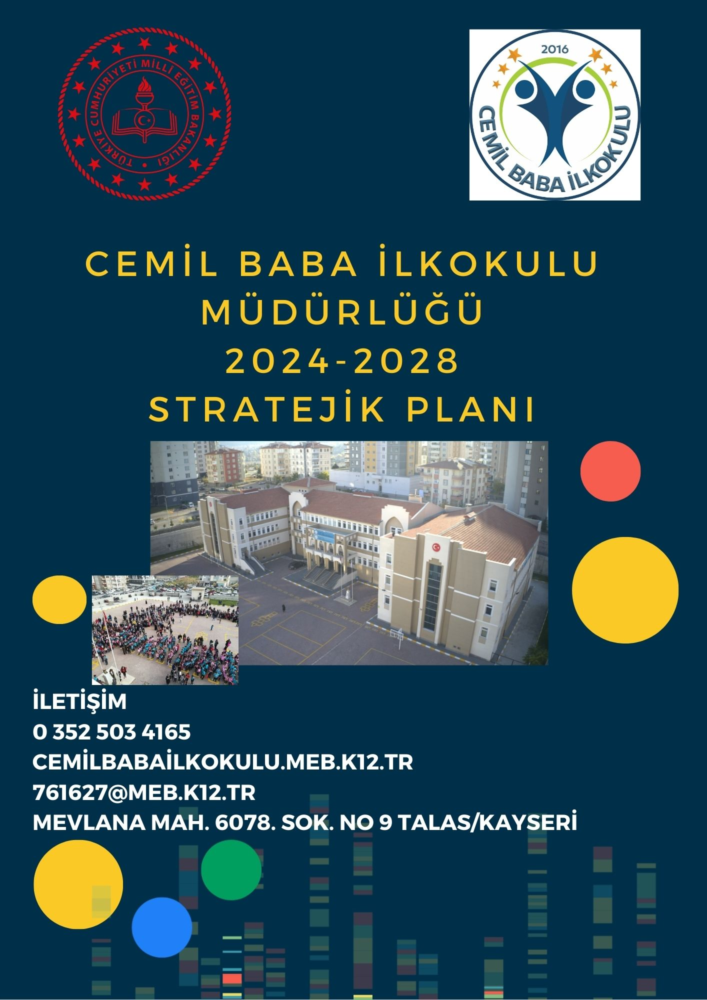 TÜRKİYE CUMHURİYETİ MİLLÎ EĞİTİM BAKANLIĞI
2016
CEMİL BABA İLKOKULU
CEMİL BABA İLKOKULU
MÜDÜRLÜĞÜ
2024-2028
STRATEJİK PLANI
İLETİŞİM
0 352 503 4165
CEMİLBABAİLKOKULU.MEB.K12.TR
761627@MEB.K12.TR
MEVLANA MAH. 6078. SOK. NO 9 TALAS/KAYSERİ